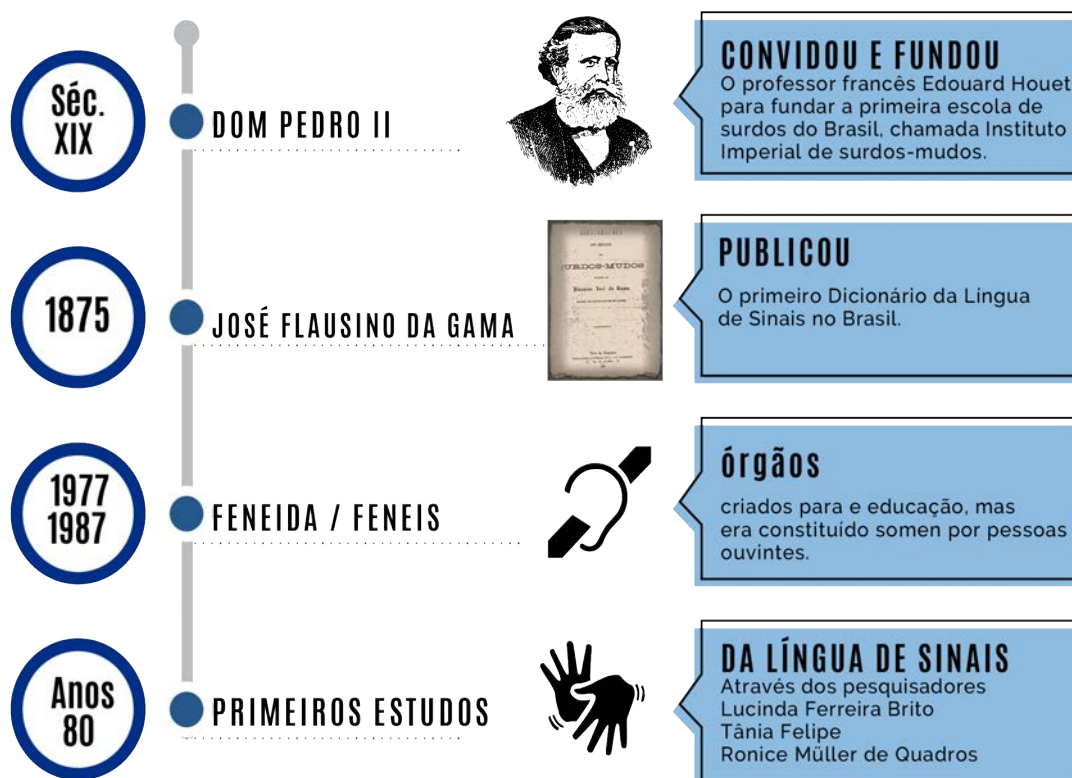 Séc.
XIX
DOM PEDRO II
CONVIDOU E FUNDOU
O professor francês Edouard Houet
para fundar a primeira escola de
surdos do Brasil, chamada Instituto
Imperial de surdos-mudos.
1875
JOSÉ FLAUSINO DA GAMA
SURDOS-MUDOS
PUBLICOU
O primeiro Dicionário da Língua
de Sinais no Brasil.
1977
1987
FENEIDA / FENEIS
órgãos
criados para e educação, mas
era constituído somen por pessoas
ouvintes.
Anos
80
PRIMEIROS ESTUDOS
DA LÍNGUA DE SINAIS
Através dos pesquisadores
Lucinda Ferreira Brito
Tânia Felipe
Ronice Müller de Quadros